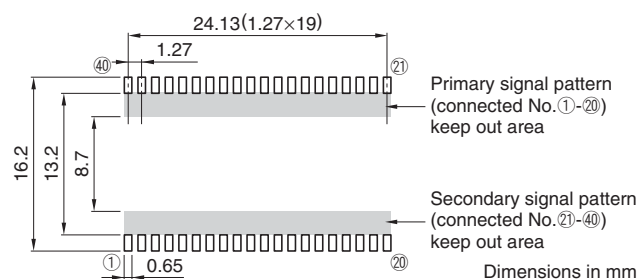 24.13(1.27×19)
㊵
1.27
㉑
Primary signal pattern
(connected No.①-⑳)
keep out area
16.2
13.2
8.7
Secondary signal pattern
(connected No.㉑-㊵)
keep out area
①
0.65
⑳
Dimensions in mm